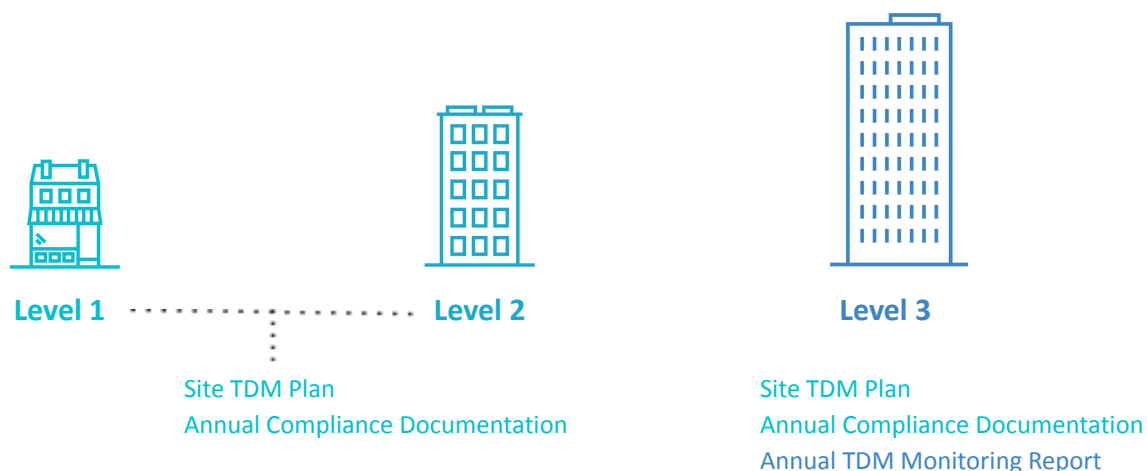 Level 1
Level 2
Level 3
Site TDM Plan
Annual Compliance Documentation
Site TDM Plan
Annual Compliance Documentation
Annual TDM Monitoring Report